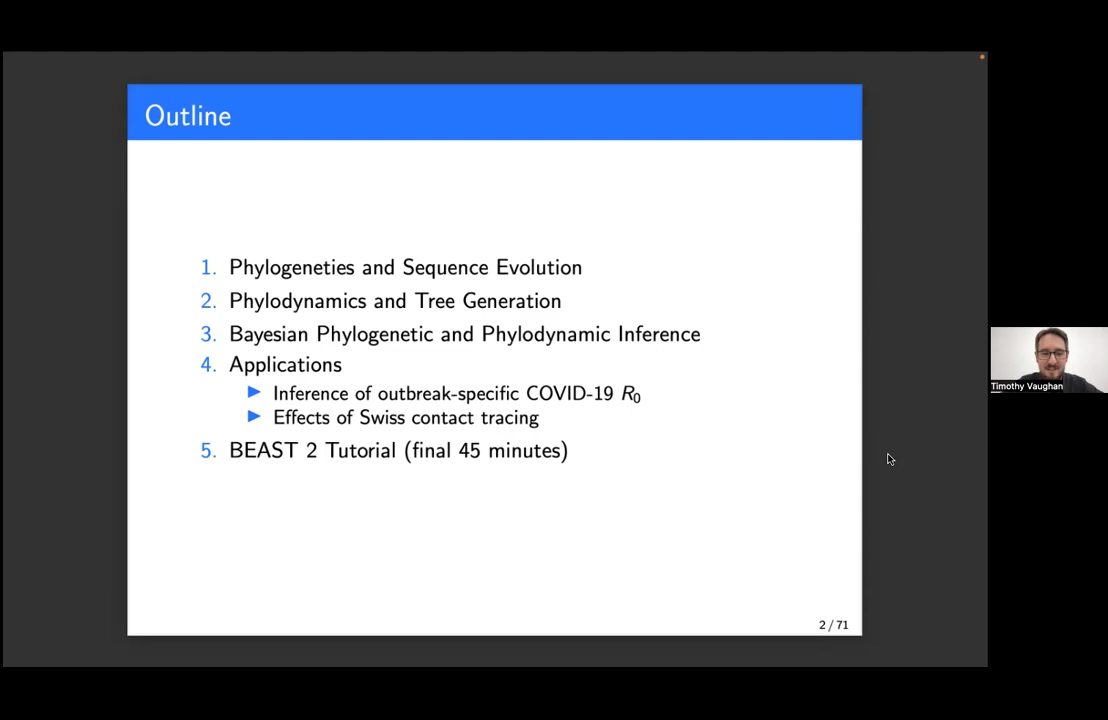 Outline
1. Phylogeneties and Sequence Evolution
2. Phylodynamics and Tree Generation
3. Bayesian Phylogenetic and Phylodynamic Inference
4. Applications
▶ Inference of outbreak-specific COVID-19 R₀
▶ Effects of Swiss contact tracing
5. BEAST 2 Tutorial (final 45 minutes)
2 / 71
Timothy Vaughan